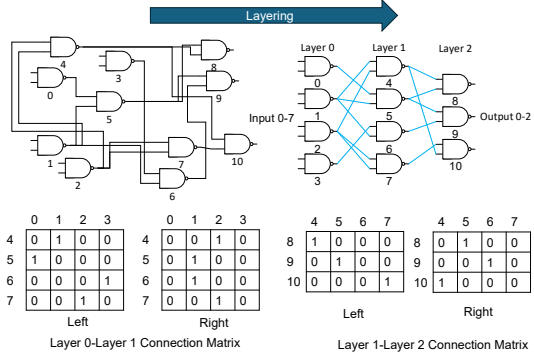 Layering
4
3
8
0
9
5
1
7
10
2
6
Layer 0
Layer 1
Layer 2
0
4
8
Input 0-7
1
5
Output 0-2
9
2
6
10
3
7
0 1 2 3
4 0 1 0 0
5 1 0 0 0
6 0 0 0 1
7 0 0 1 0
Left
0 1 2 3
4 0 0 1 0
5 0 1 0 0
6 0 1 0 0
7 0 0 1 0
Right
Layer 0-Layer 1 Connection Matrix
4 5 6 7
8 1 0 0 0
9 0 1 0 0
10 0 0 0 1
Left
4 5 6 7
8 0 1 0 0
9 0 0 1 0
10 1 0 0 0
Right
Layer 1-Layer 2 Connection Matrix